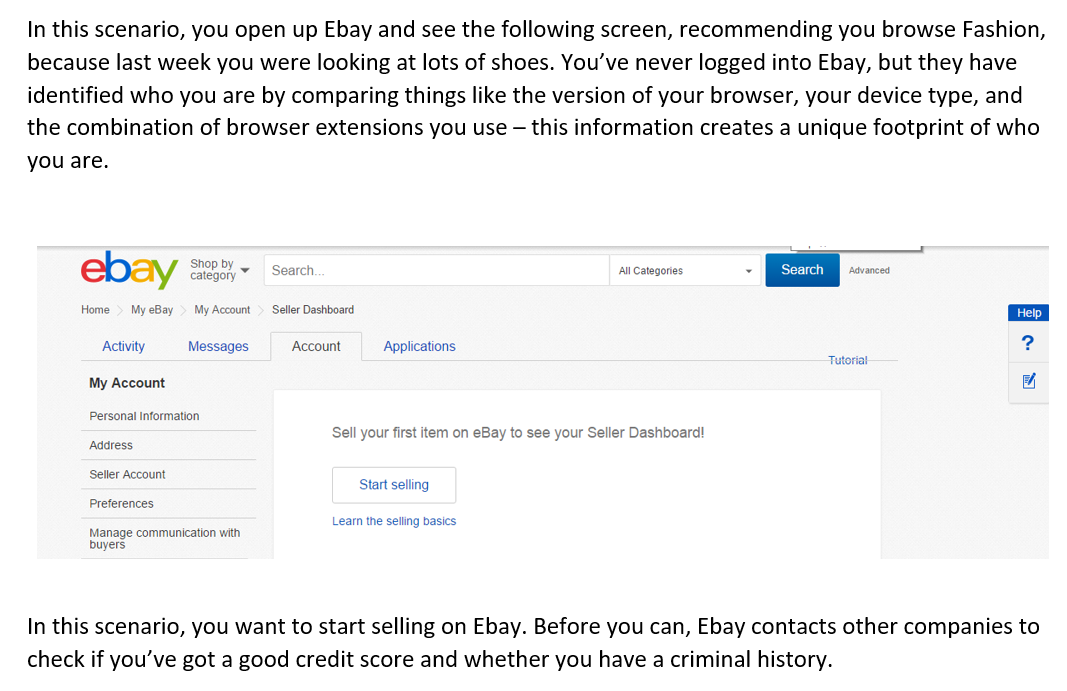 In this scenario, you open up Ebay and see the following screen, recommending you browse Fashion,
because last week you were looking at lots of shoes. You’ve never logged into Ebay, but they have
identified who you are by comparing things like the version of your browser, your device type, and
the combination of browser extensions you use – this information creates a unique footprint of who
you are.
ebay Shop by category Search... All Categories Search Advanced
Home My eBay My Account Seller Dashboard
Help
Activity Messages Account Applications
?
Tutorial
My Account
Personal Information
Address
Seller Account
Preferences
Manage communication with
buyers
Sell your first item on eBay to see your Seller Dashboard!
Start selling
Learn the selling basics
In this scenario, you want to start selling on Ebay. Before you can, Ebay contacts other companies to
check if you’ve got a good credit score and whether you have a criminal history.